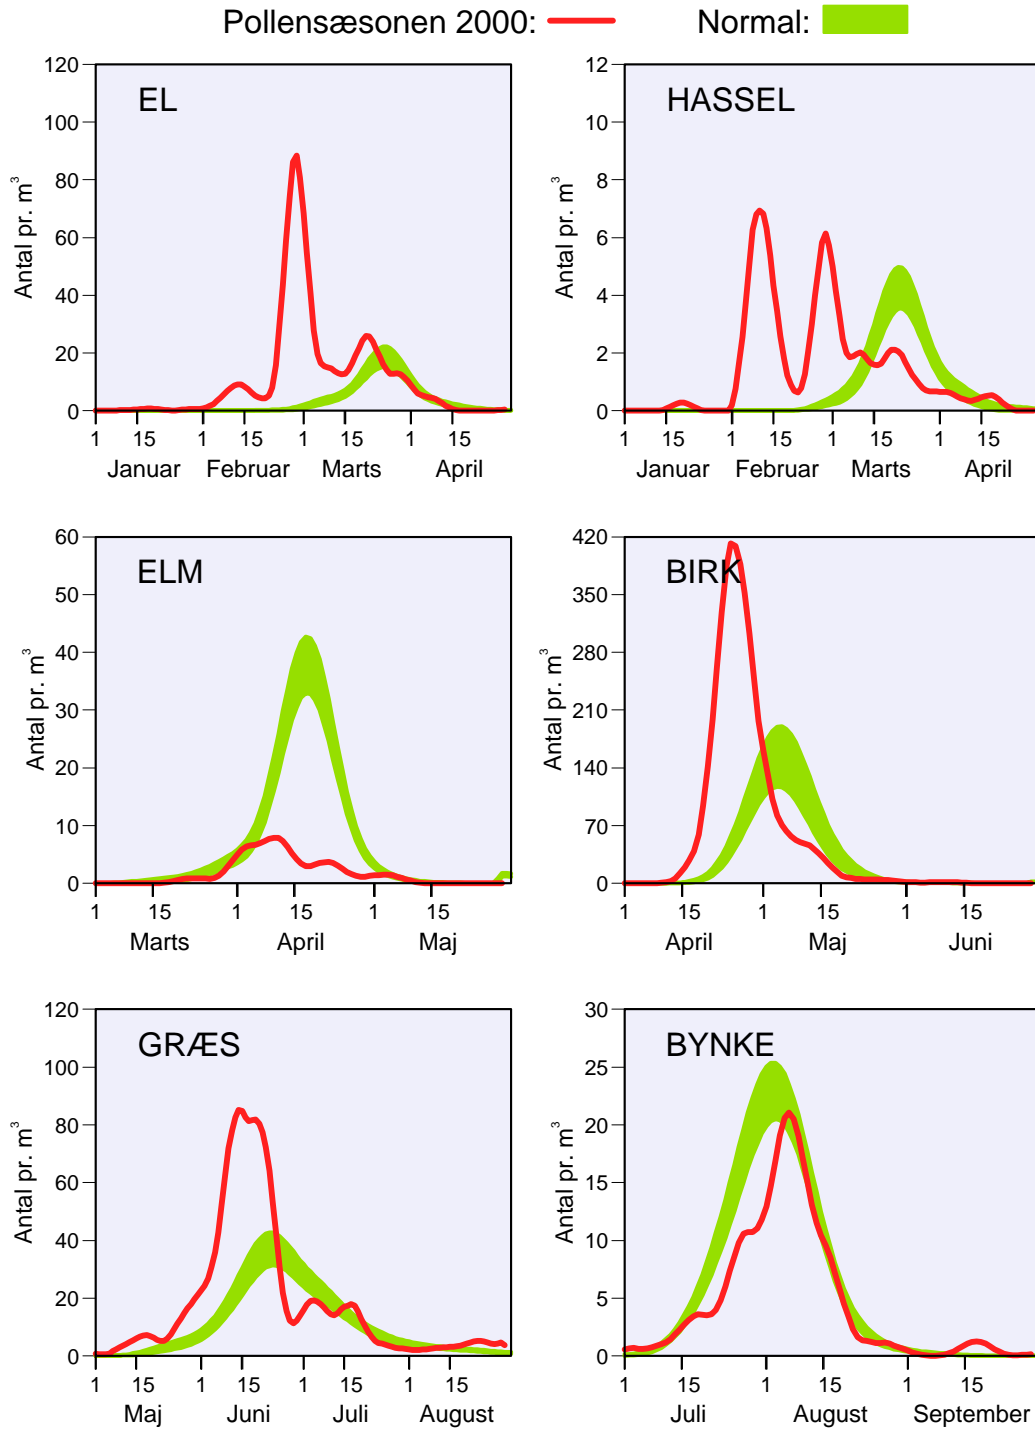 Pollensæsonen 2000: Normal:
EL
Antal pr. m³
120
100
80
60
40
20
0
1 15 1 15 1 15 1 15
Januar Februar Marts April
HASSEL
Antal pr. m³
12
10
8
6
4
2
0
1 15 1 15 1 15 1 15
Januar Februar Marts April
ELM
Antal pr. m³
60
50
40
30
20
10
0
1 15 1 15 1 15
Marts April Maj
BIRK
Antal pr. m³
420
350
280
210
140
70
0
1 15 1 15 1 15
April Maj Juni
GRÆS
Antal pr. m³
120
100
80
60
40
20
0
1 15 1 15 1 15 1 15
Maj Juni Juli August
BYNKE
Antal pr. m³
30
25
20
15
10
5
0
1 15 1 15 1 15
Juli August September